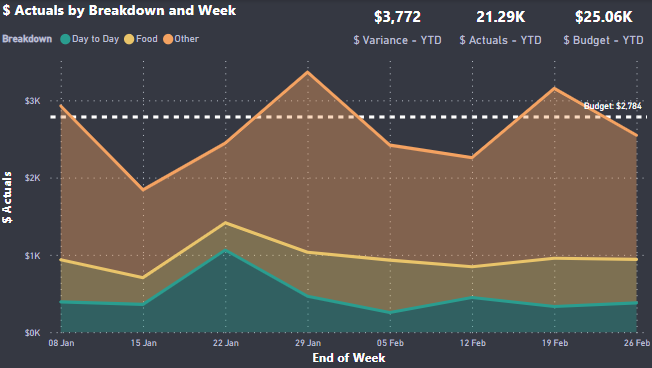 $ Actuals by Breakdown and Week
Breakdown Day to Day Food Other
$3,772
$ Variance - YTD
21.29K
$ Actuals - YTD
$25.06K
$ Budget - YTD
$ Actuals
$3K
$2K
$1K
$0K
Budget: $2,784
08 Jan 15 Jan 22 Jan 29 Jan 05 Feb 12 Feb 19 Feb 26 Feb
End of Week